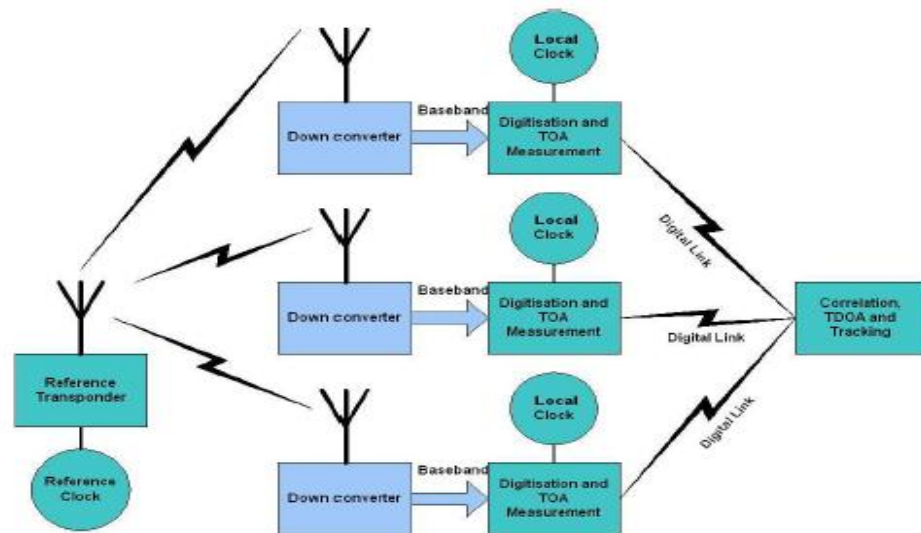 Local
Clock
Baseband
Down converter
Digitisation and
TOA
Measurement
Digital Link
Local
Clock
Baseband
Down converter
Digitisation and
TOA
Measurement
Digital Link
Correlation,
TDOA and
Tracking
Reference
Transponder
Reference
Clock
Local
Clock
Baseband
Down converter
Digitisation and
TOA
Measurement
Digital Link